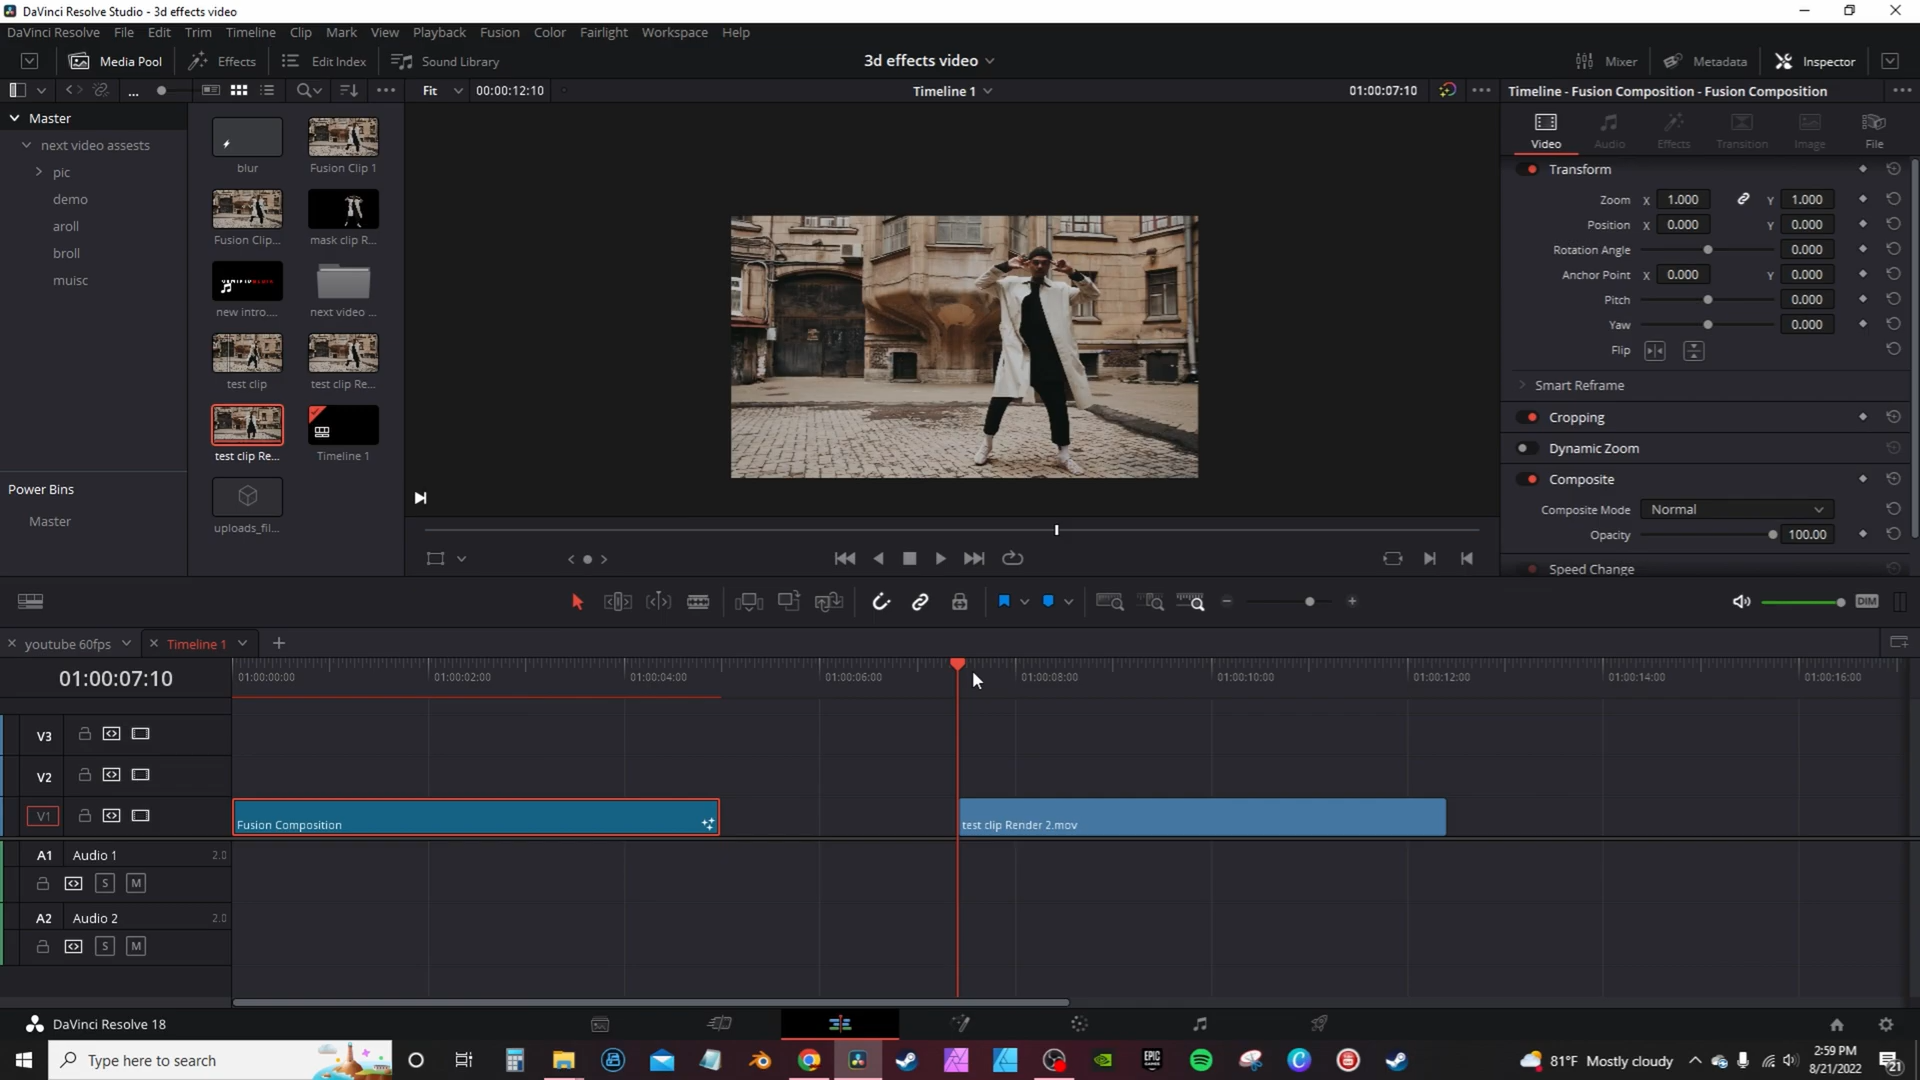 DaVinci Resolve Studio - 3d effects video
DaVinci Resolve File Edit Trim Timeline Clip Mark View Playback Fusion Color Fairlight Workspace Help
Media Pool Effects Edit Index Sound Library 3d effects video Mixer Metadata Inspector
... Fit 00:00:12:10 Timeline 1 01:00:07:10 Timeline - Fusion Composition - Fusion Composition
Master
next video assests
pic
demo
aroll
broll
muisc
Power Bins
Master
blur Fusion Clip 1
Fusion Clip... mask clip R...
new intro.... next video ...
test clip test clip Re...
test clip Re... Timeline 1
uploads_fil...
Video Audio Effects Transition Image File
Transform
Zoom X 1.000 Y 1.000
Position X 0.000 Y 0.000
Rotation Angle 0.000
Anchor Point X 0.000 Y 0.000
Pitch 0.000
Yaw 0.000
Flip
Smart Reframe
Cropping
Dynamic Zoom
Composite
Composite Mode Normal
Opacity 100.00
Speed Change
DIM
youtube 60fps Timeline 1
01:00:07:10
01:00:00:00 01:00:02:00 01:00:04:00 01:00:06:00 01:00:08:00 01:00:10:00 01:00:12:00 01:00:14:00 01:00:16:00
V3
V2
V1 Fusion Composition test clip Render 2.mov
A1 Audio 1 2.0
S M
A2 Audio 2 2.0
S M
DaVinci Resolve 18
Type here to search
EPIC GAMES
81°F Mostly cloudy
2:59 PM
8/21/2022
21